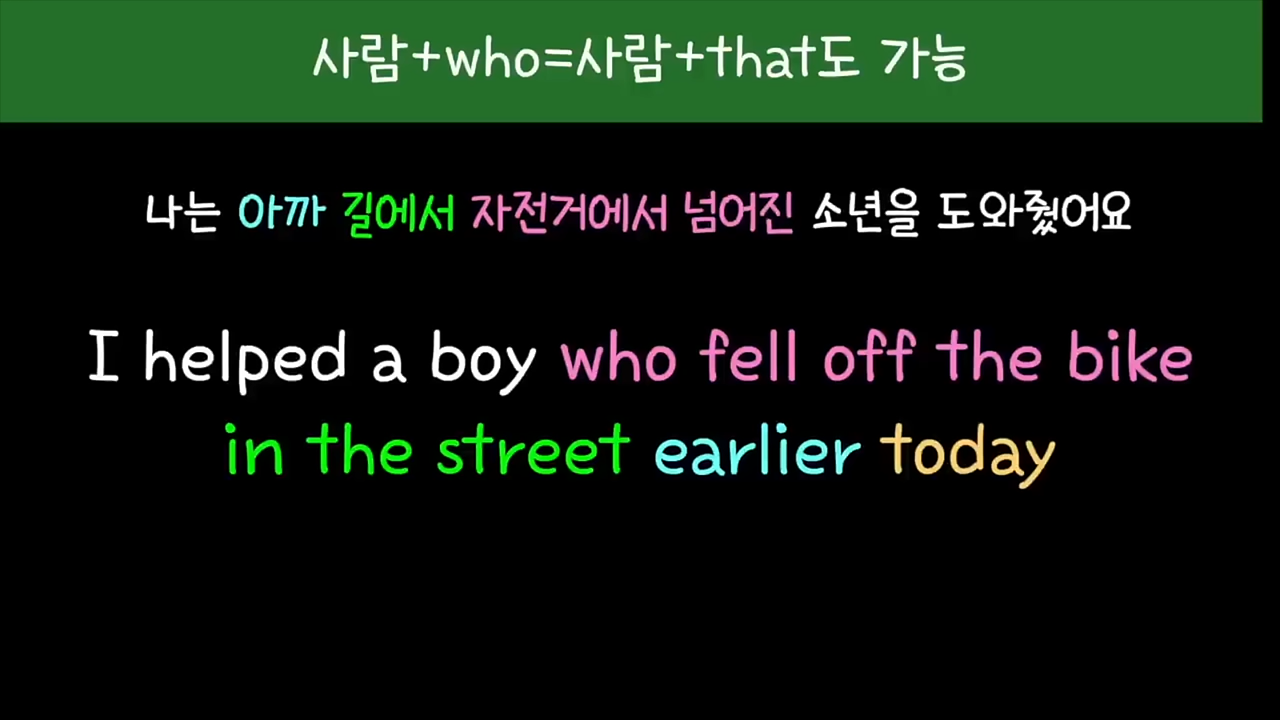 사람+who=사람+that도 가능
나는 아까 길에서 자전거에서 넘어진 소년을 도와줬어요
I helped a boy who fell off the bike
in the street earlier today